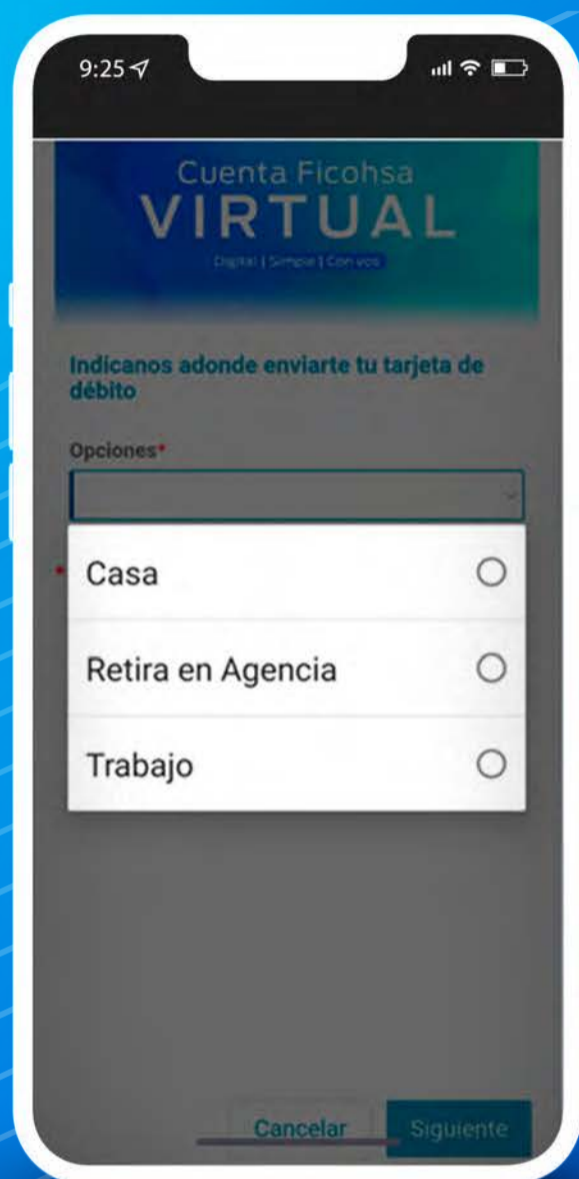 9:25
Cuenta Ficohsa
VIRTUAL
Digital | Simple | Con vos
Indícanos adonde enviarte tu tarjeta de
débito
Opciones*
*
Casa
Retira en Agencia
Trabajo
Cancelar
Siguiente